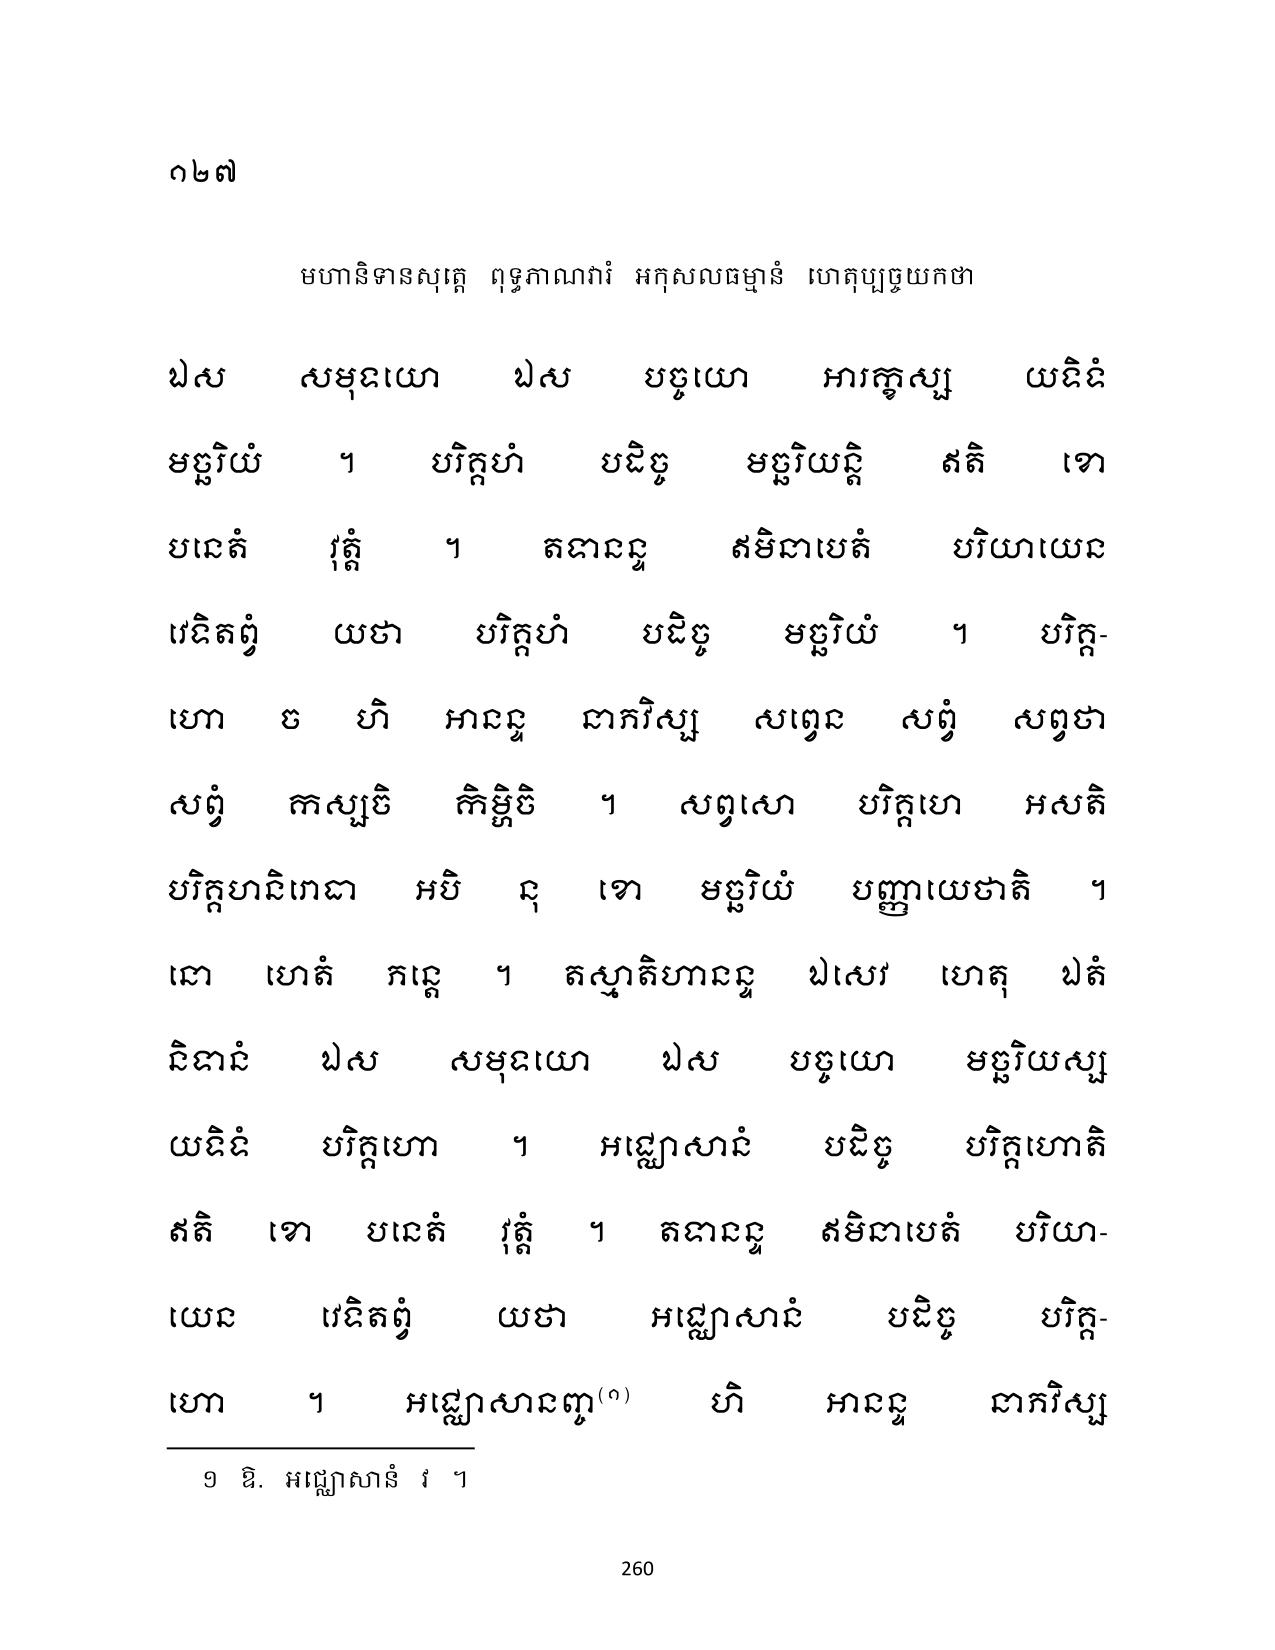 ១២៧
មហានិទានសុត្តេ ពុទ្ធភាណវារំ អកុសលធម្មានំ ហេតុប្បច្ចយកថា
ឯស សមុទយោ ឯស បច្ចយោ អារក្ខស្ស យទិទំ
មច្ឆរិយំ ។ បរិគ្គហំ បដិច្ច មច្ឆរិយន្តិ ឥតិ ខោ
បនេតំ វុត្តំ ។ តទានន្ទ ឥមិនាបេតំ បរិយាយេន
វេទិតព្វំ យថា បរិគ្គហំ បដិច្ច មច្ឆរិយំ ។ បរិគ្គ-
ហោ ច ហិ អានន្ទ នាភវិស្ស សព្វេន សព្វំ សព្វថា
សព្វំ កស្សចិ កិម្ហិចិ ។ សព្វសោ បរិគ្គហេ អសតិ
បរិគ្គហនិរោធា អបិ នុ ខោ មច្ឆរិយំ បញ្ញាយេថាតិ ។
នោ ហេតំ ភន្តេ ។ តស្មាតិហានន្ទ ឯសេវ ហេតុ ឯតំ
និទានំ ឯស សមុទយោ ឯស បច្ចយោ មច្ឆរិយស្ស
យទិទំ បរិគ្គហោ ។ អជ្ឈោសានំ បដិច្ច បរិគ្គហោតិ
ឥតិ ខោ បនេតំ វុត្តំ ។ តទានន្ទ ឥមិនាបេតំ បរិយា-
យេន វេទិតព្វំ យថា អជ្ឈោសានំ បដិច្ច បរិគ្គ-
ហោ ។ អជ្ឈោសានញ្ច(១) ហិ អានន្ទ នាភវិស្ស
១ ឱ. អជ្ឈោសានំ វ ។
260